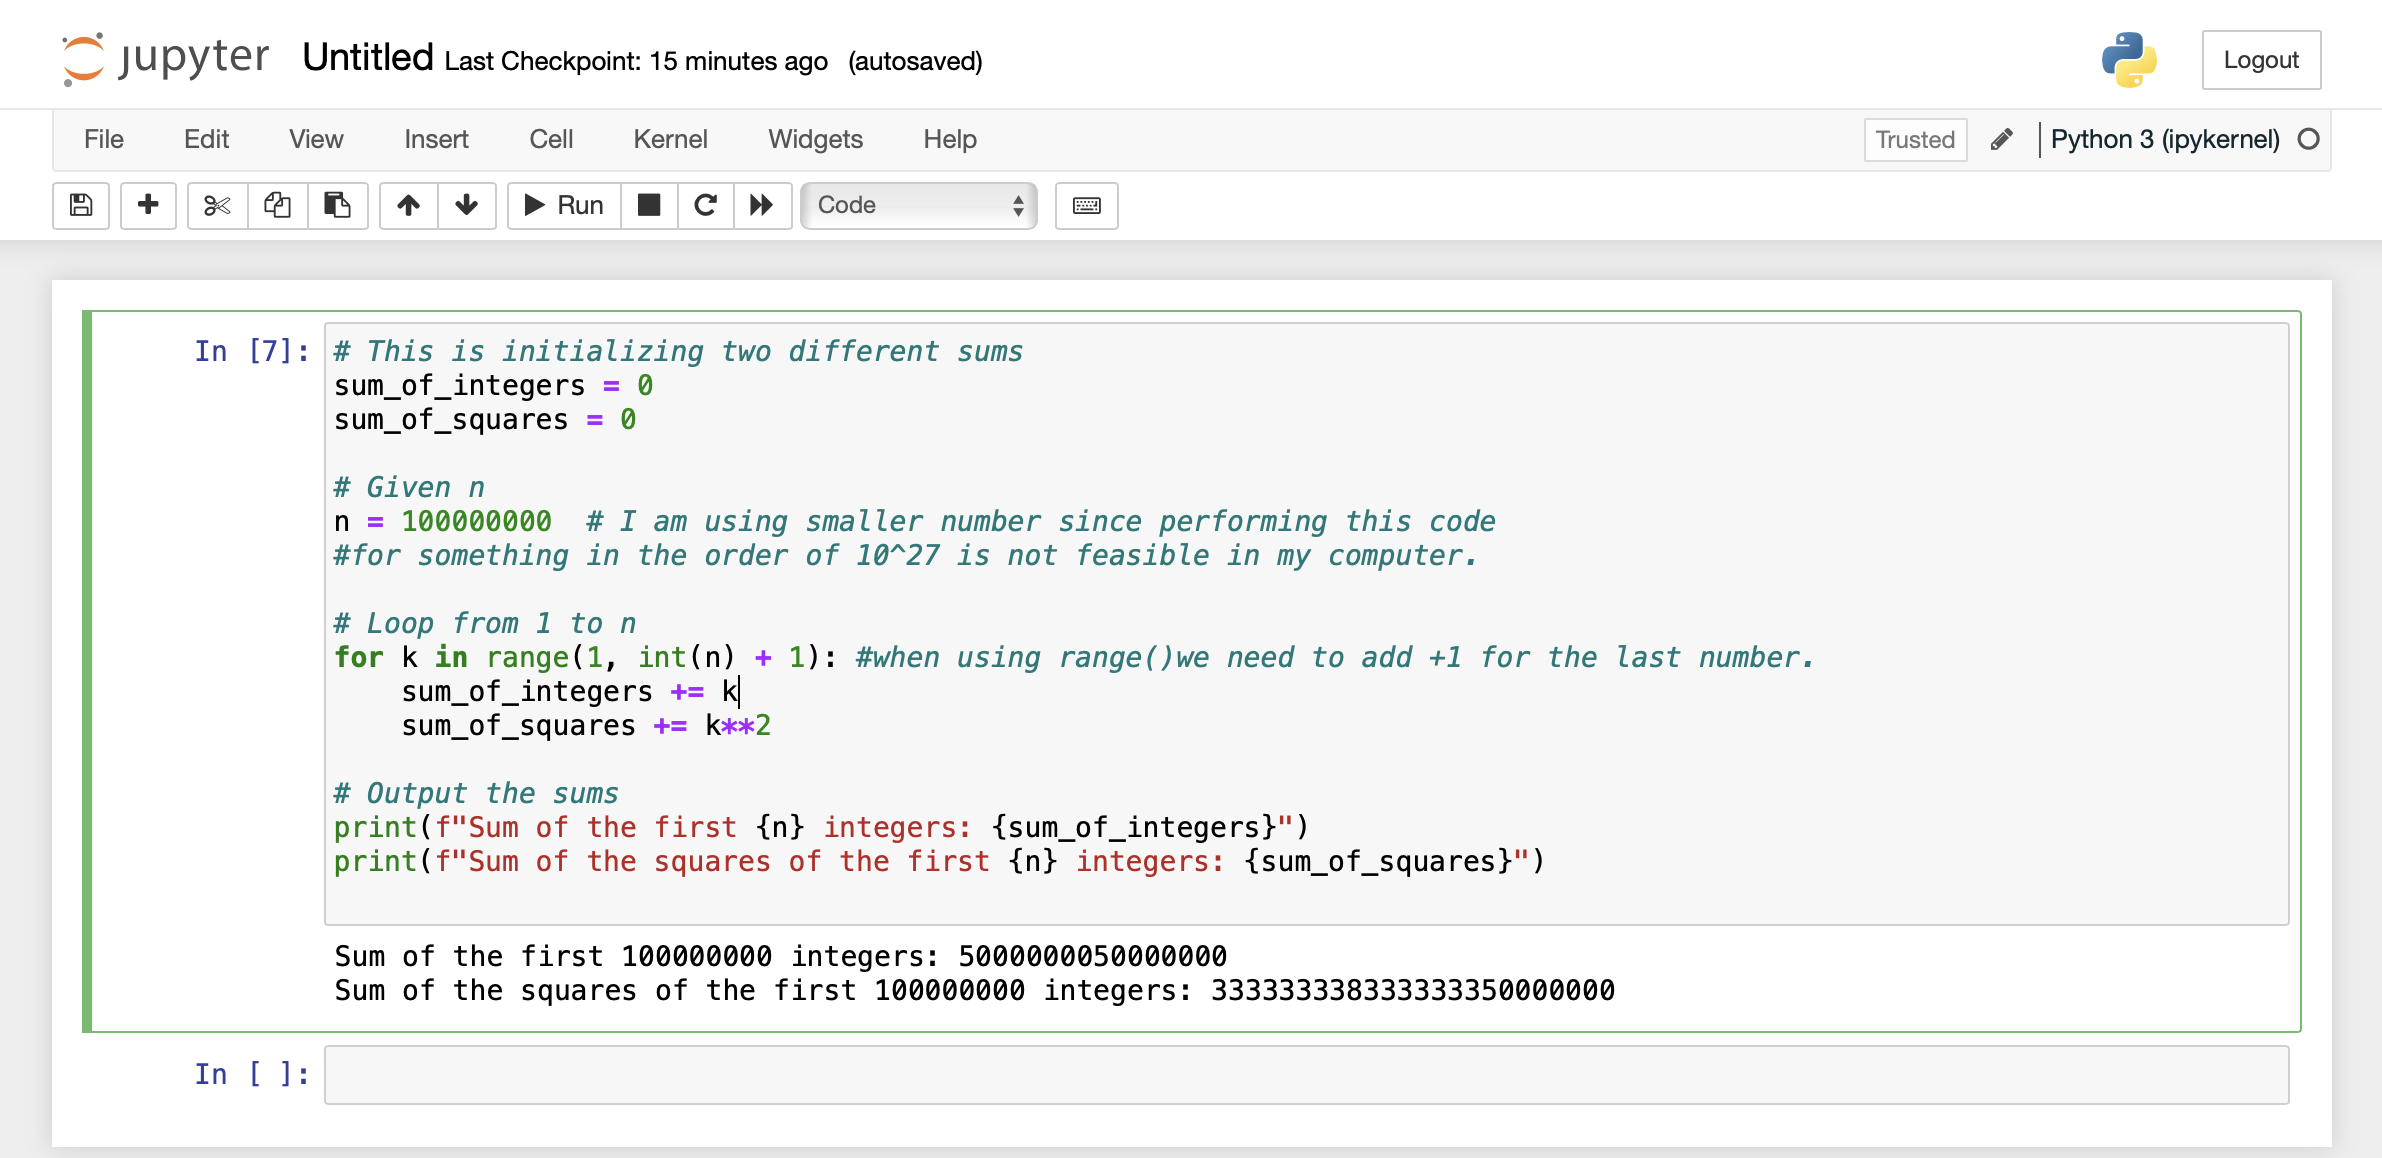 jupyter Untitled Last Checkpoint: 15 minutes ago (autosaved) Logout
File Edit View Insert Cell Kernel Widgets Help Trusted Python 3 (ipykernel)
Run Code
In [7]: # This is initializing two different sums
sum_of_integers = 0
sum_of_squares = 0
# Given n
n = 100000000  # I am using smaller number since performing this code
#for something in the order of 10^27 is not feasible in my computer.
# Loop from 1 to n
for k in range(1, int(n) + 1): #when using range()we need to add +1 for the last number.
    sum_of_integers += k
    sum_of_squares += k**2
# Output the sums
print(f"Sum of the first {n} integers: {sum_of_integers}")
print(f"Sum of the squares of the first {n} integers: {sum_of_squares}")
Sum of the first 100000000 integers: 5000000050000000
Sum of the squares of the first 100000000 integers: 333333338333333350000000
In [ ]: